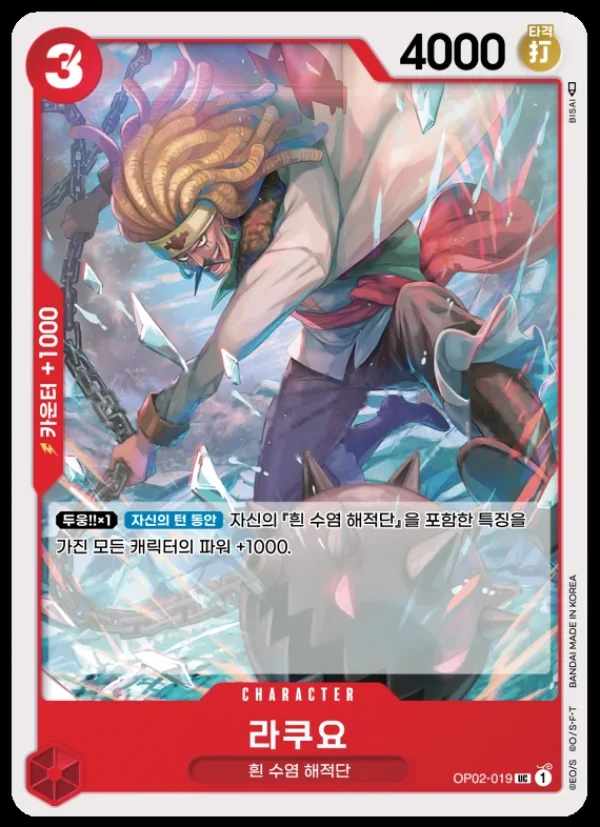 3
4000
타격
打
BISAI
카운터 +1000
두웅!!×1 자신의 턴 동안 자신의 『흰 수염 해적단』을 포함한 특징을
가진 모든 캐릭터의 파워 +1000.
CHARACTER
라쿠요
흰 수염 해적단
OP02-019 UC 1
©EO/S ©O/S·F·T BANDAI MADE IN KOREA